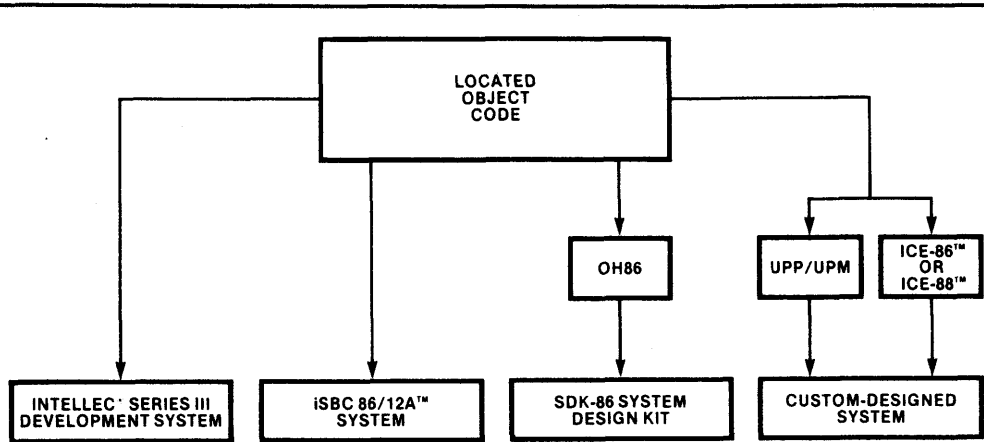 LOCATED
OBJECT
CODE
OH86
UPP/UPM
ICE-86™
OR
ICE-88™
INTELLEC® SERIES III
DEVELOPMENT SYSTEM
iSBC 86/12A™
SYSTEM
SDK-86 SYSTEM
DESIGN KIT
CUSTOM-DESIGNED
SYSTEM